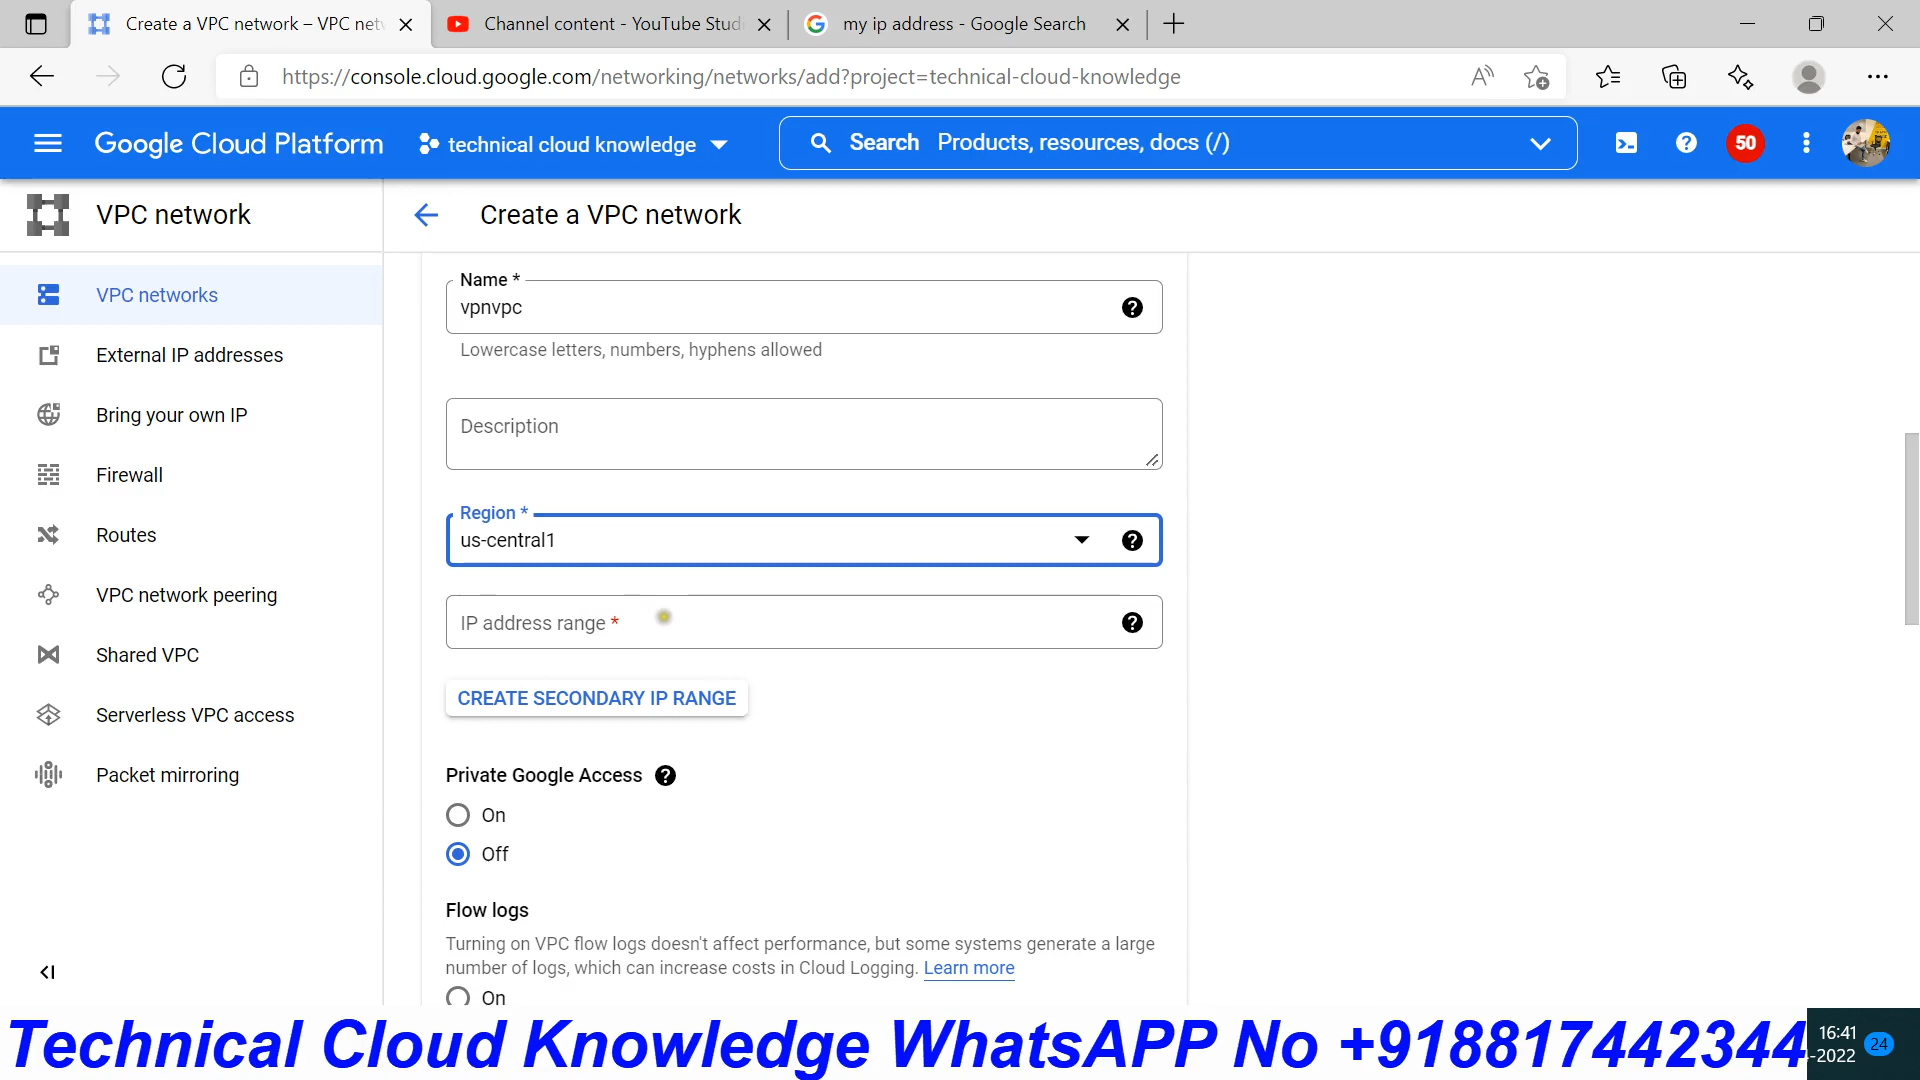 Create a VPC network – VPC net
Channel content - YouTube Studi
my ip address - Google Search
https://console.cloud.google.com/networking/networks/add?project=technical-cloud-knowledge
Google Cloud Platform
technical cloud knowledge
Search Products, resources, docs (/)
50
VPC network
Create a VPC network
VPC networks
External IP addresses
Bring your own IP
Firewall
Routes
VPC network peering
Shared VPC
Serverless VPC access
Packet mirroring
Name *
vpnvpc
Lowercase letters, numbers, hyphens allowed
Description
Region *
us-central1
IP address range *
CREATE SECONDARY IP RANGE
Private Google Access
On
Off
Flow logs
Turning on VPC flow logs doesn't affect performance, but some systems generate a large
number of logs, which can increase costs in Cloud Logging. Learn more
On
Technical Cloud Knowledge WhatsAPP No +918817442344
16:41
-2022
24